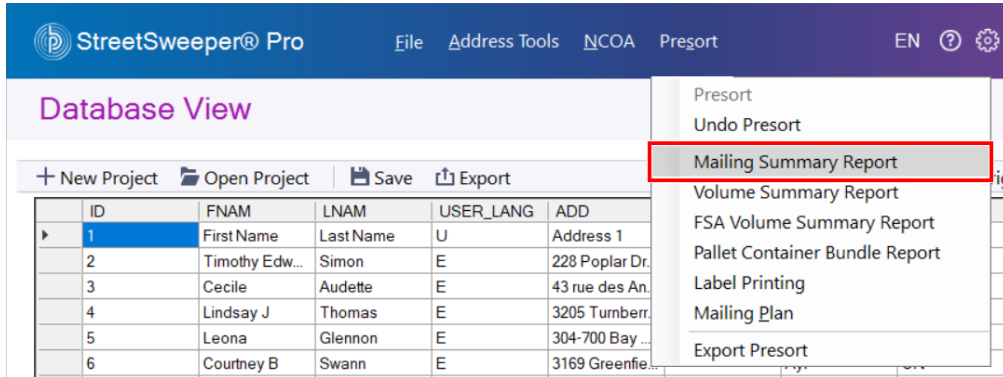 StreetSweeper® Pro File Address Tools NCOA Presort EN
Database View
Presort
Undo Presort
Mailing Summary Report
Volume Summary Report
FSA Volume Summary Report
Pallet Container Bundle Report
Label Printing
Mailing Plan
Export Presort
New Project Open Project Save Export
ID FNAM LNAM USER_LANG ADD
1 First Name Last Name U Address 1
2 Timothy Edw... Simon E 228 Poplar Dr.
3 Cecile Audette E 43 rue des An.
4 Lindsay J Thomas E 3205 Turnberr.
5 Leona Glennon E 304-700 Bay ...
6 Courtney B Swann E 3169 Greenfie...